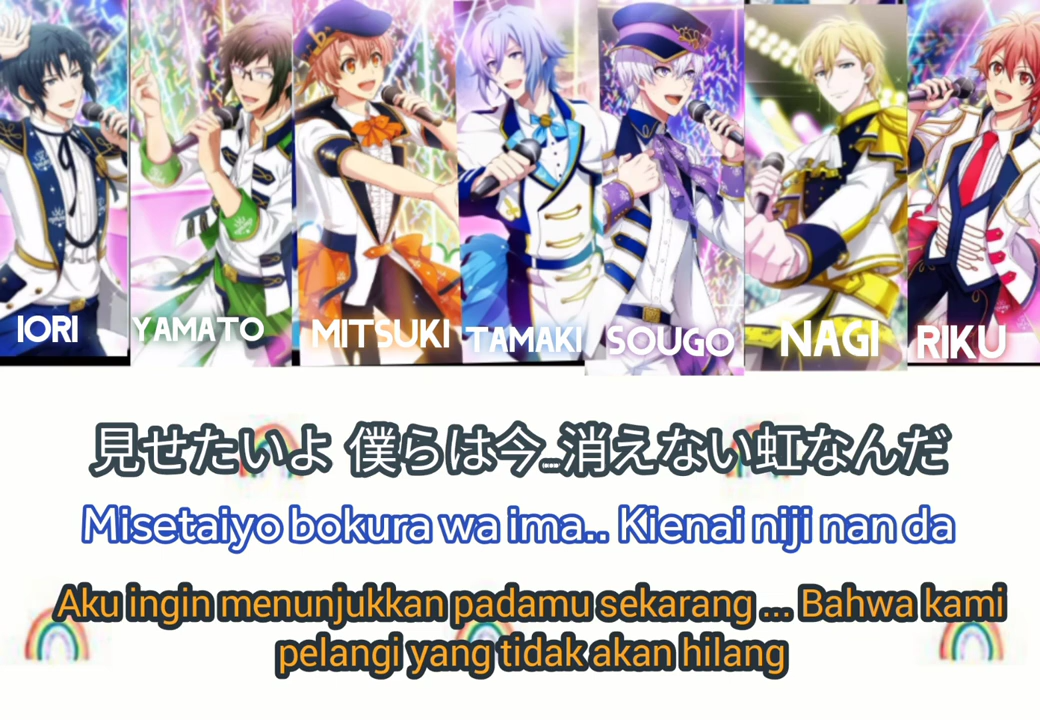 IORI YAMATO MITSUKI TAMAKI SOUGO NAGI RIKU
見せたいよ 僕らは今...消えない虹なんだ
Misetaiyo bokura wa ima.. Kienai niji nan da
Aku ingin menunjukkan padamu sekarang ... Bahwa kami
pelangi yang tidak akan hilang